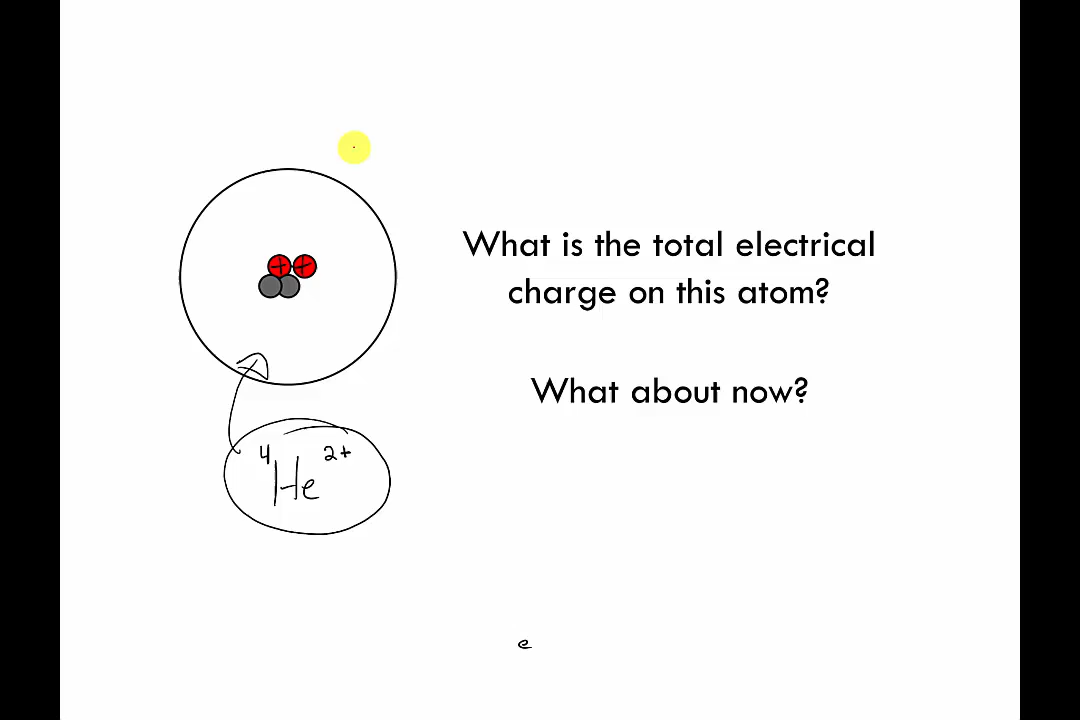 + +
What is the total electrical
charge on this atom?
What about now?
4He2+
e